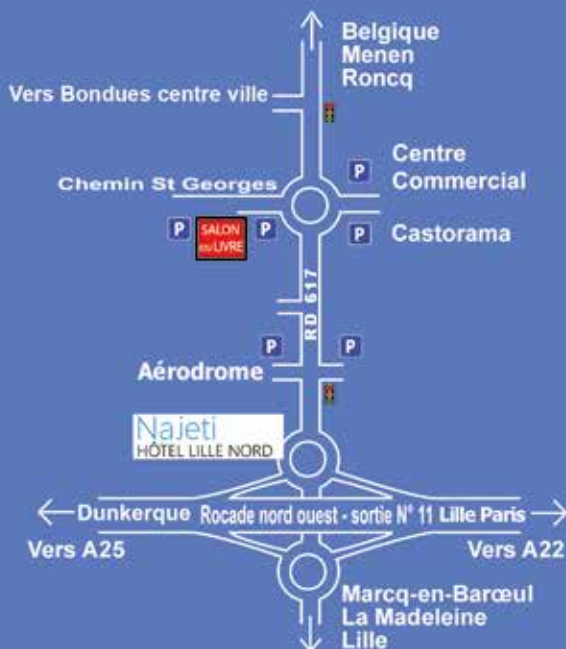 Belgique
Menen
Roncq
Vers Bondues centre ville
P
Centre
Commercial
Chemin St Georges
P
SALON
DU LIVRE
P
P
Castorama
RD 617
P
P
Aérodrome
Najeti
HÔTEL LILLE NORD
Dunkerque
Rocade nord ouest - sortie N° 11
Lille Paris
Vers A25
Vers A22
Marcq-en-Barœul
La Madeleine
Lille